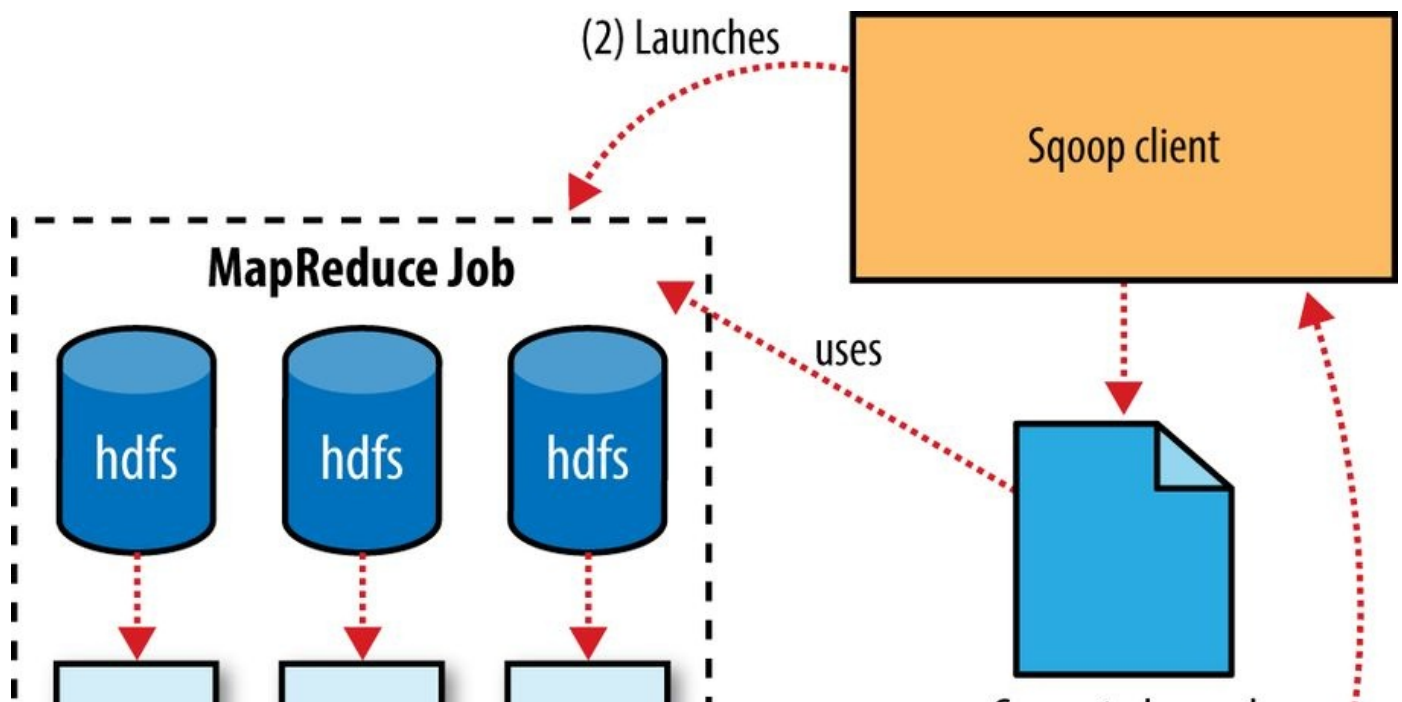 (2) Launches
Sqoop client
MapReduce Job
uses
hdfs hdfs hdfs